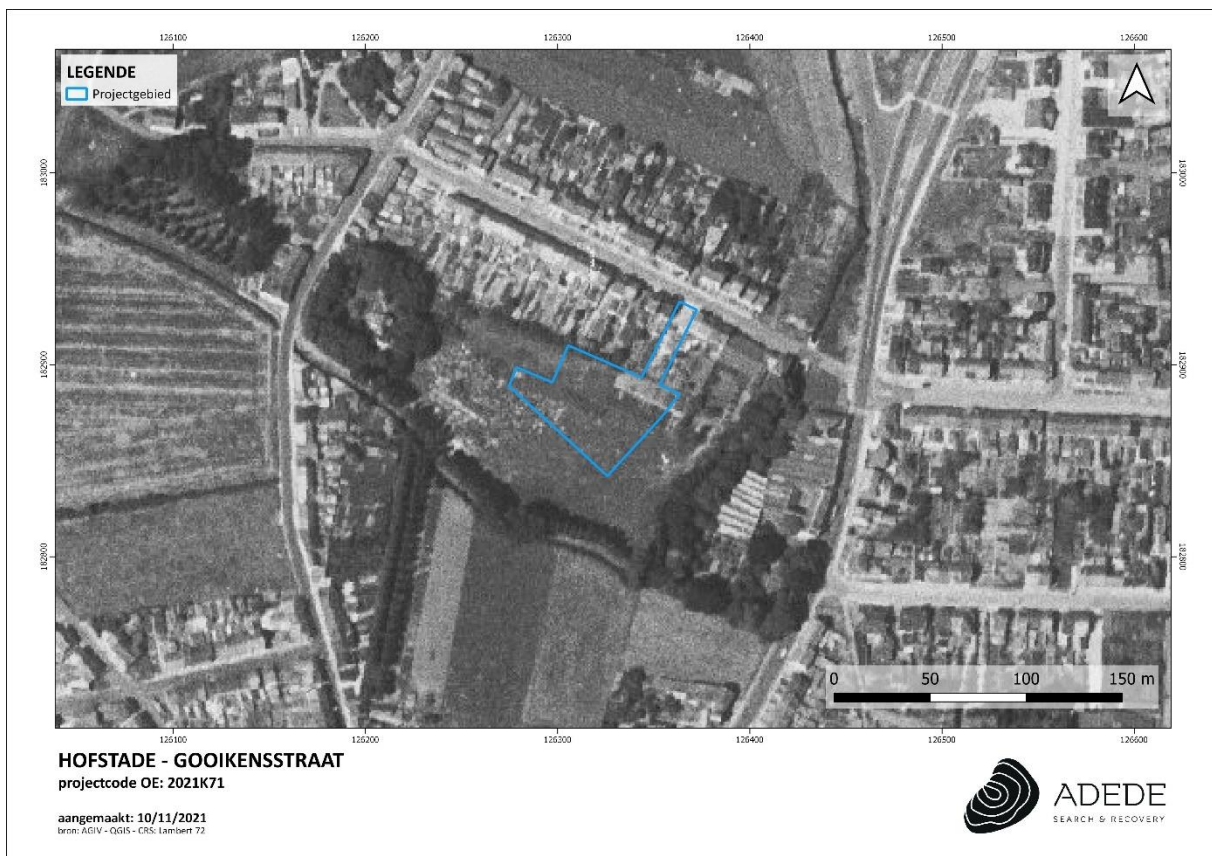 126100 126200 126300 126400 126500 126600
LEGENDE
Projectgebied
183000 183000
182900 182900
182800 182800
0 50 100 150 m
126100 126200 126300 126400 126500 126600
HOFSTADE - GOOIKENSSTRAAT
projectcode OE: 2021K71
aangemaakt: 10/11/2021
bron: AGIV - QGIS - CRS: Lambert 72
ADEDE
SEARCH & RECOVERY